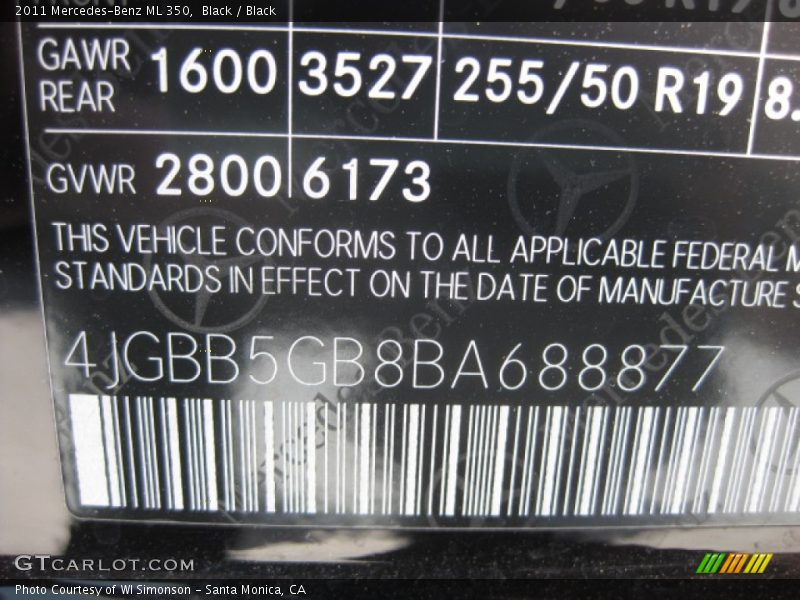 2011 Mercedes-Benz ML 350,  Black / Black
GAWR REAR 1600 3527 255/50 R19 8.
GVWR 2800 6173
THIS VEHICLE CONFORMS TO ALL APPLICABLE FEDERAL M
STANDARDS IN EFFECT ON THE DATE OF MANUFACTURE S
4JGBB5GB8BA688877
GTCARLOT.COM
Photo Courtesy of WI Simonson – Santa Monica, CA